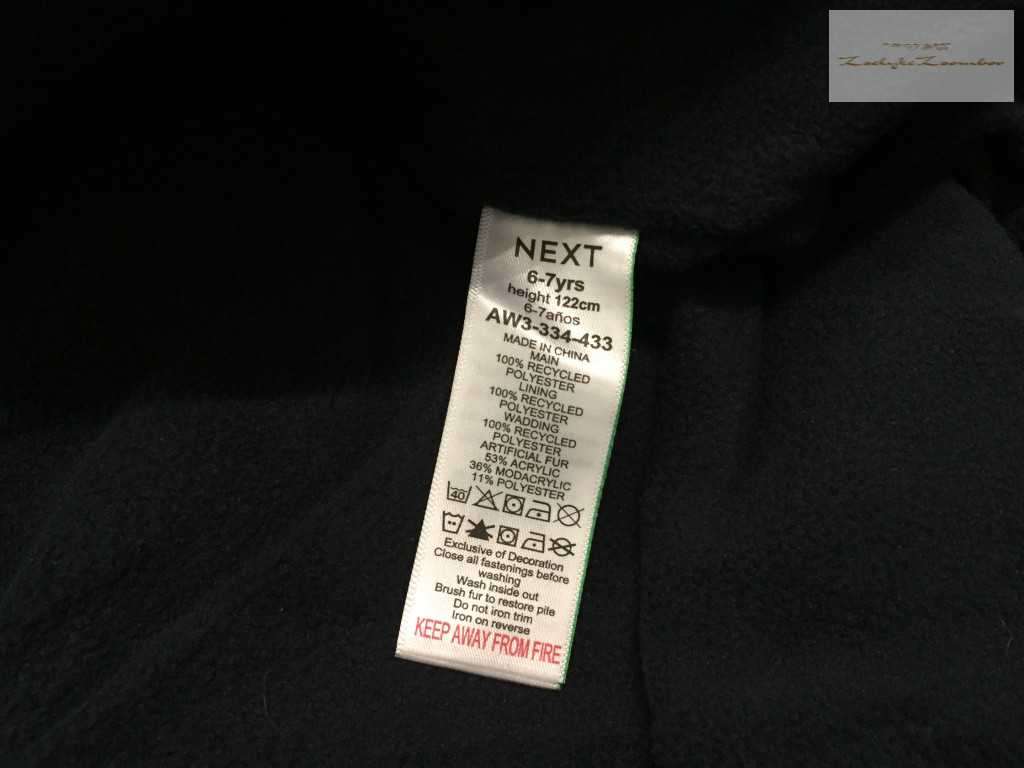 NEXT
6-7yrs
height 122cm
6-7años
AW3-334-433
MADE IN CHINA
MAIN
100% RECYCLED
POLYESTER
LINING
100% RECYCLED
POLYESTER
WADDING
100% RECYCLED
POLYESTER
ARTIFICIAL FUR
53% ACRYLIC
36% MODACRYLIC
11% POLYESTER
40
Exclusive of Decoration
Close all fastenings before
washing
Wash inside out
Brush fur to restore pile
Do not iron trim
Iron on reverse
KEEP AWAY FROM FIRE